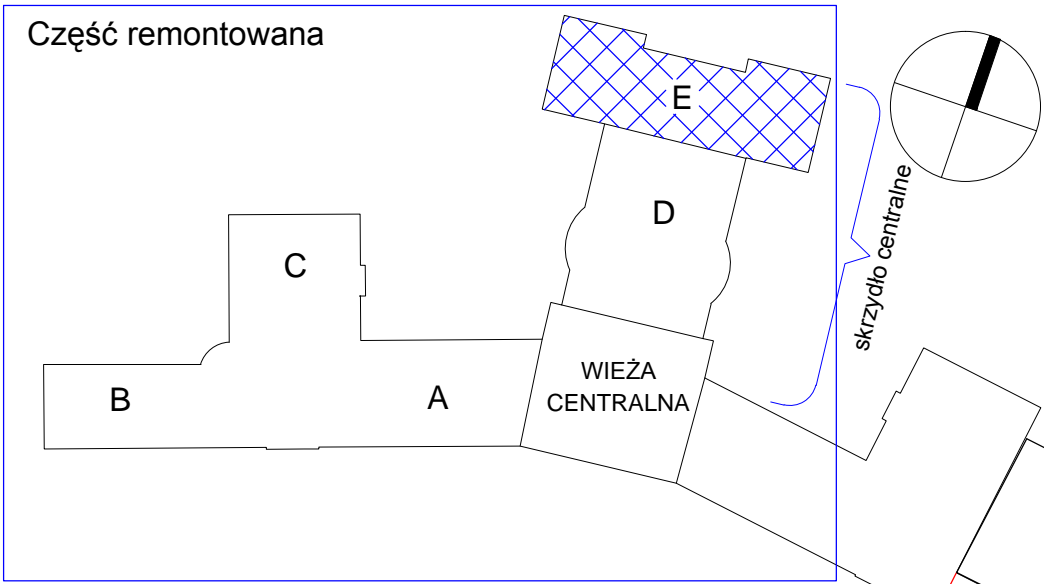 Część remontowana
E
D
skrzydło centralne
C
WIEŻA
CENTRALNA
B
A